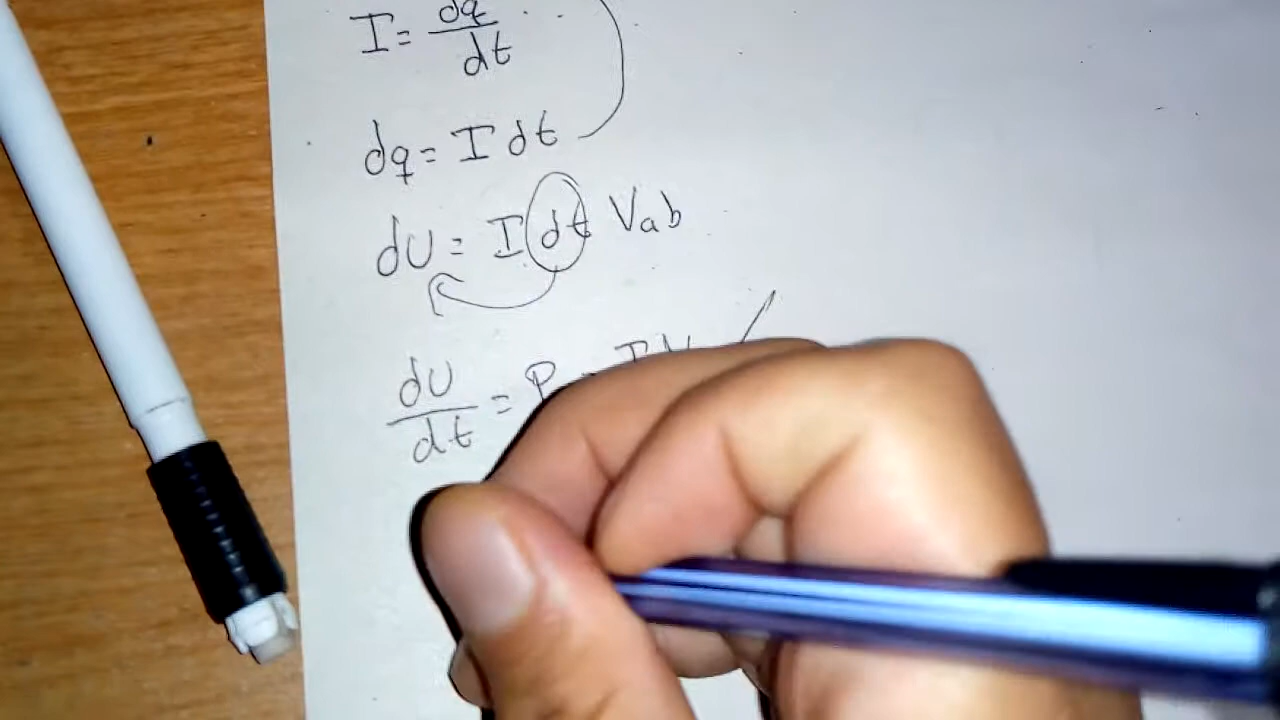 I = dq/dt
dq = I dt
dU = I dt Vab
dU/dt = P = I V